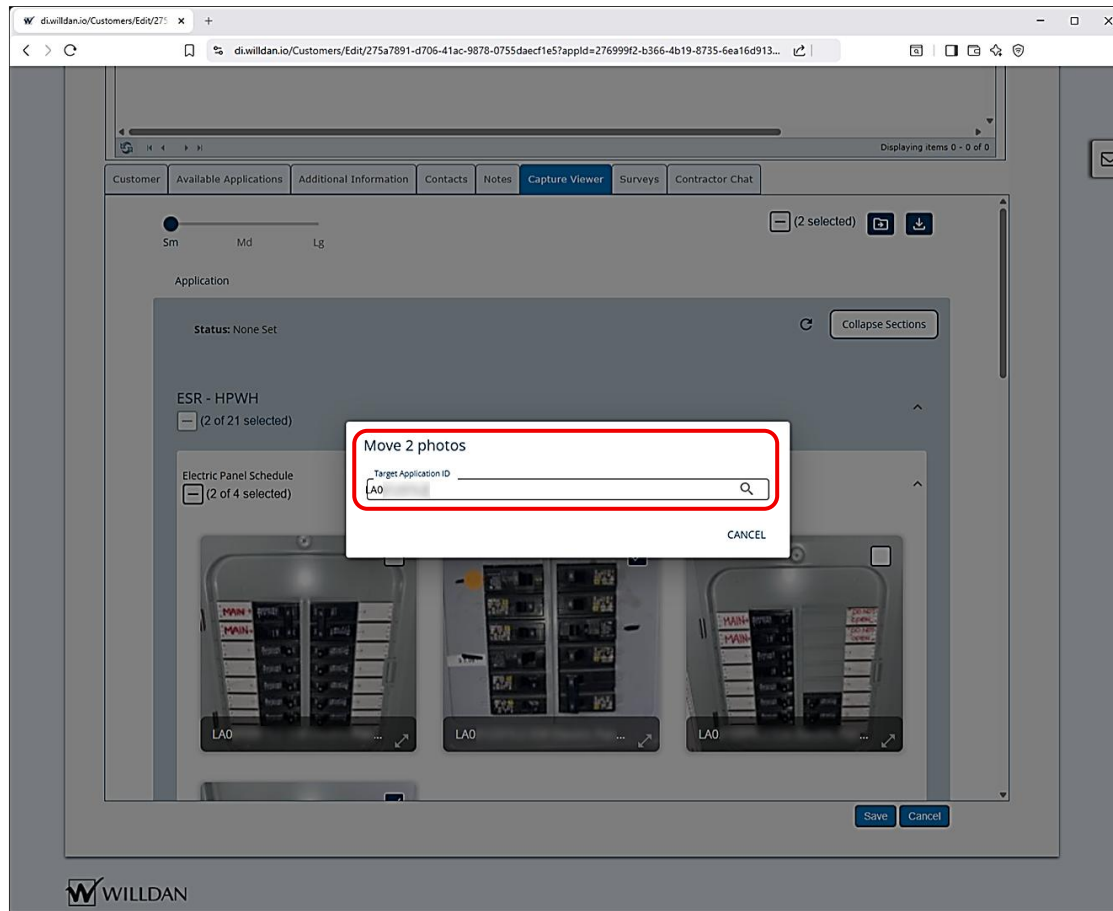 di.willdan.io/Customers/Edit/275
di.willdan.io/Customers/Edit/275a7891-d706-41ac-9878-0755daecf1e5?appId=276999f2-b366-4b19-8735-6ea16d913...
Displaying items 0 - 0 of 0
Customer Available Applications Additional Information Contacts Notes Capture Viewer Surveys Contractor Chat
(2 selected)
Sm Md Lg
Application
Status: None Set
Collapse Sections
ESR - HPWH
(2 of 21 selected)
Move 2 photos
Target Application ID
LA0
CANCEL
Electric Panel Schedule
(2 of 4 selected)
MAIN
MAIN
MAIN
MAIN
LA0 ...
LA0 ...
LA0 ...
Save Cancel
WILLDAN